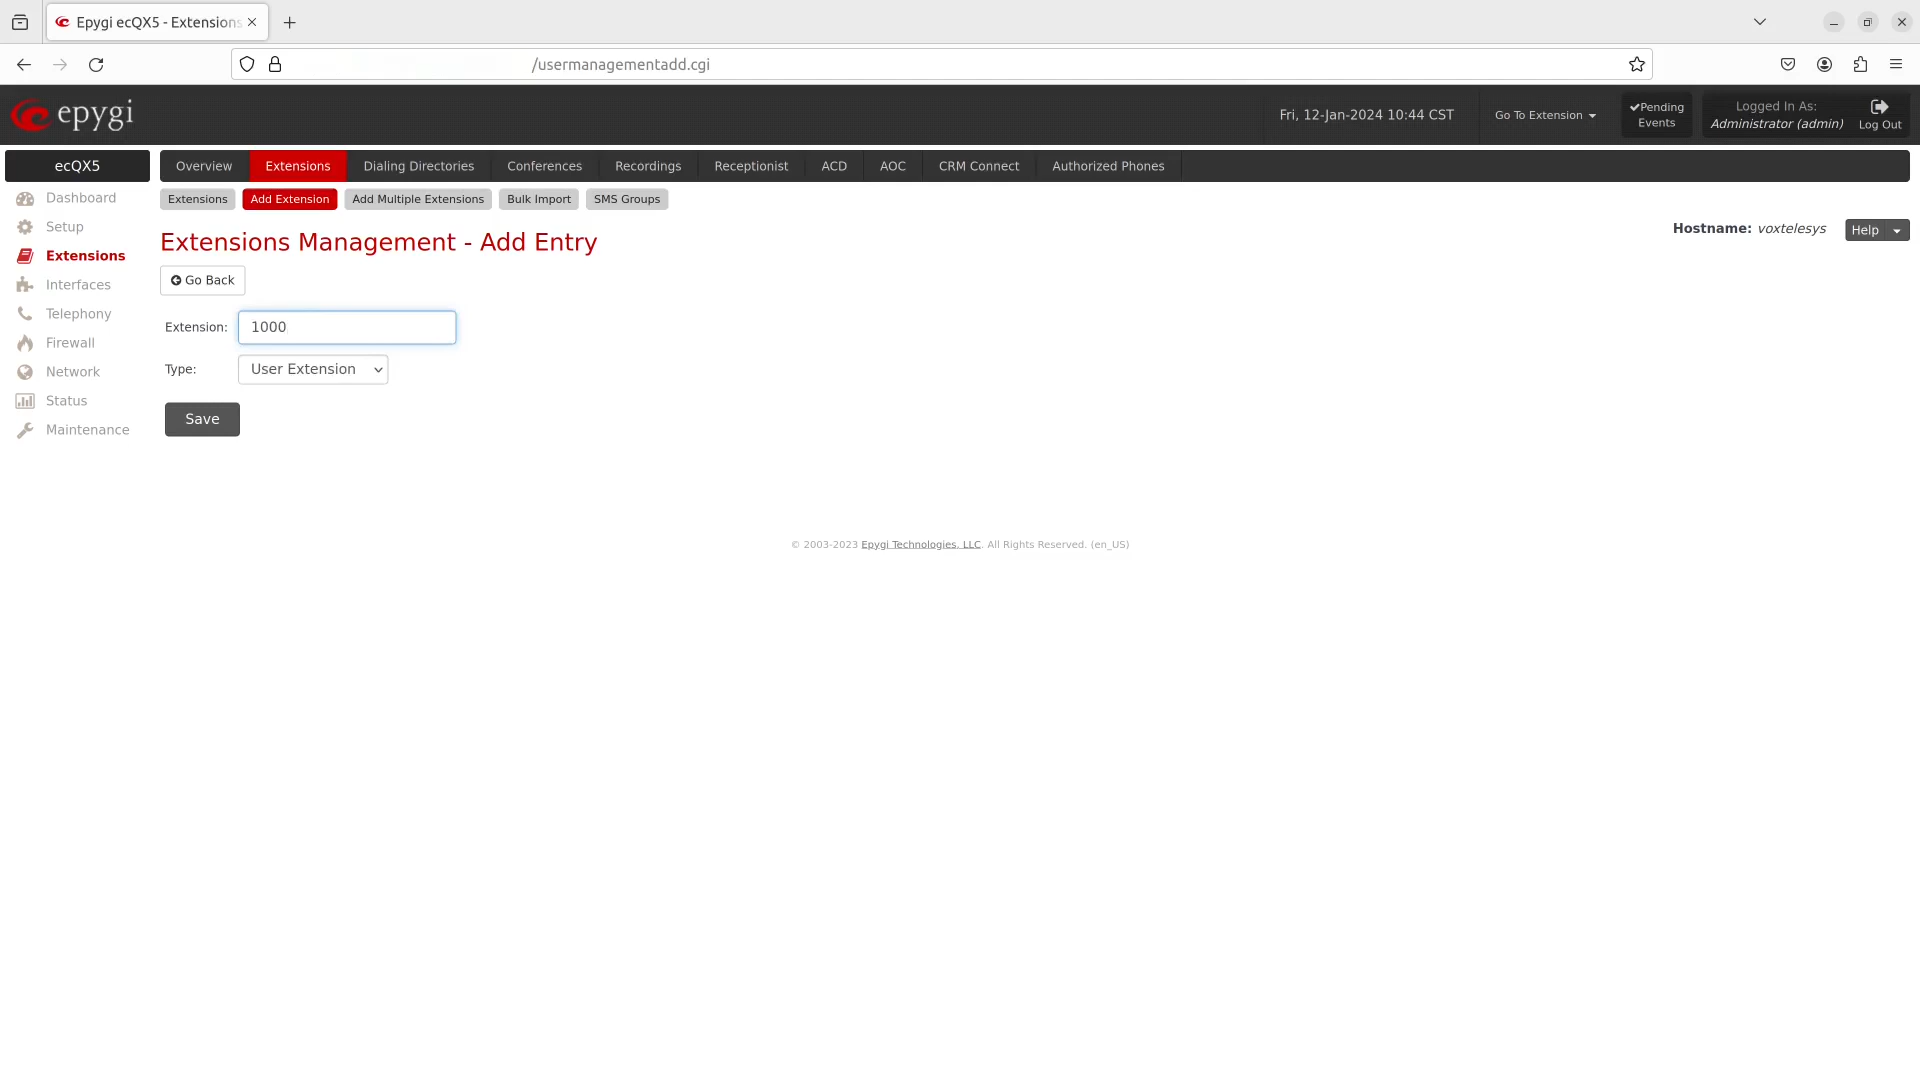 Epygi ecQX5 - Extensions
/usermanagementadd.cgi
epygi
Fri, 12-Jan-2024 10:44 CST
Go To Extension
Pending
Events
Logged In As:
Administrator (admin)
Log Out
ecQX5
Overview
Extensions
Dialing Directories
Conferences
Recordings
Receptionist
ACD
AOC
CRM Connect
Authorized Phones
Dashboard
Setup
Extensions
Interfaces
Telephony
Firewall
Network
Status
Maintenance
Extensions
Add Extension
Add Multiple Extensions
Bulk Import
SMS Groups
Hostname: voxtelesys
Help
Extensions Management - Add Entry
Go Back
Extension: 1000
Type: User Extension
Save
© 2003-2023 Epygi Technologies, LLC. All Rights Reserved. (en_US)